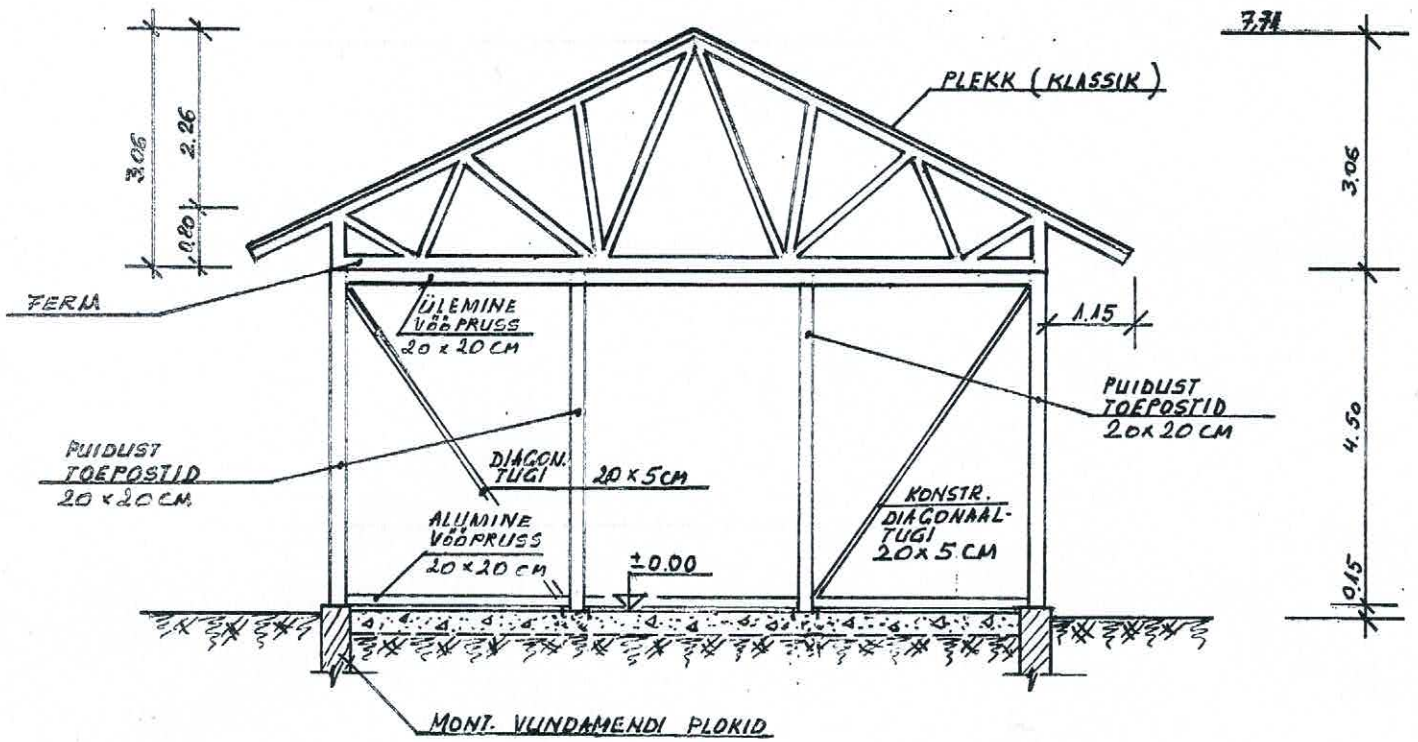 7,71
PLEKK (KLASSIK)
3.06
2.26
0.80
3.06
FERM
ÜLEMINE
VÖÖPRUSS
20 x 20 CM
1.15
PUIDUST
TOEPOSTID
20 x 20 CM
4.50
PUIDUST
TOEPOSTID
20 x 20 CM
DIAGON.
TUGI 20 x 5 CM
KONSTR.
DIAGONAAL-
TUGI
20 x 5 CM
ALUMINE
VÖÖPRUSS
20 x 20 CM
±0.00
0.15
MONT. VUNDAMENDI PLOKID